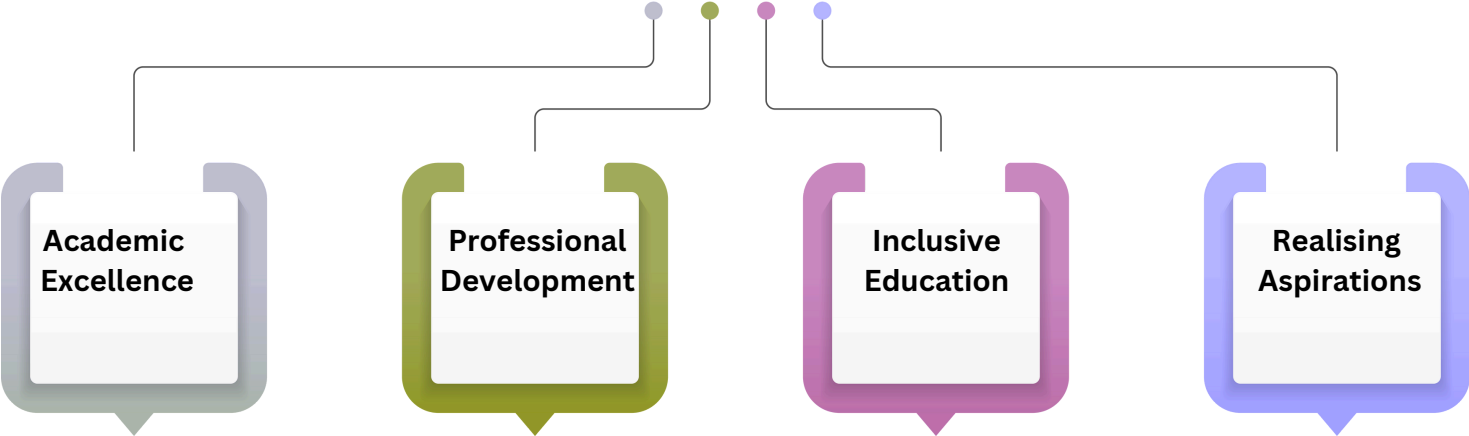 Academic
Excellence
Professional
Development
Inclusive
Education
Realising
Aspirations